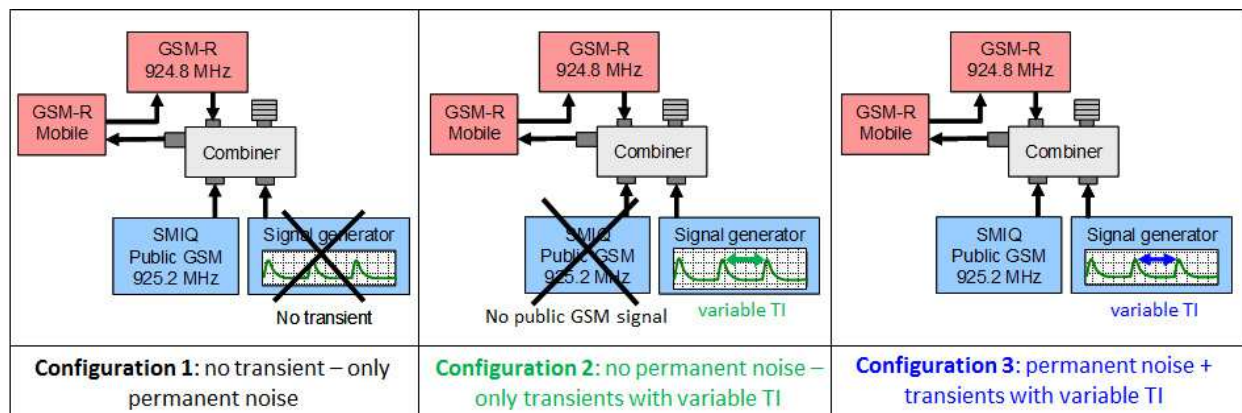 GSM-R
924.8 MHz
GSM-R
Mobile
Combiner
SMIQ
Public GSM
925.2 MHz
Signal generator
No transient
Configuration 1: no transient – only
permanent noise
GSM-R
924.8 MHz
GSM-R
Mobile
Combiner
SMIQ
Public GSM
925.2 MHz
Signal generator
No public GSM signal
variable TI
Configuration 2: no permanent noise –
only transients with variable TI
GSM-R
924.8 MHz
GSM-R
Mobile
Combiner
SMIQ
Public GSM
925.2 MHz
Signal generator
variable TI
Configuration 3: permanent noise +
transients with variable TI